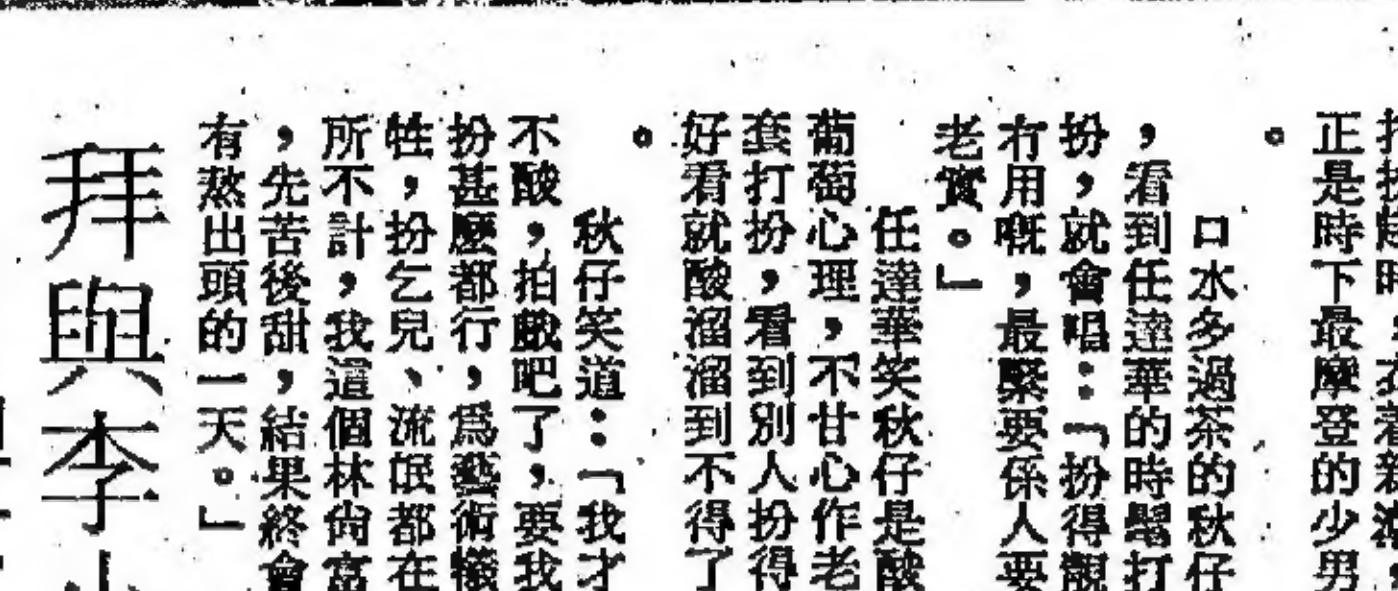 正是時下最摩登的少男
。
口水多過茶的秋仔
，看到任達華的時髦打
扮，就會唱：「扮得靚
冇用嘅，最緊要係人要
老實。」
任達華笑秋仔是酸
葡萄心理，不甘心作老
套打扮，看到別人扮得
好看就酸溜溜到不得了
。
秋仔笑道：「我才
不酸，拍戲吧了，要我
扮甚麼都行，爲藝術犧
牲，扮乞兒、流氓都在
所不計，我這個林尙富
，先苦後甜，結果終會
有熬出頭的一天。」
拜與李